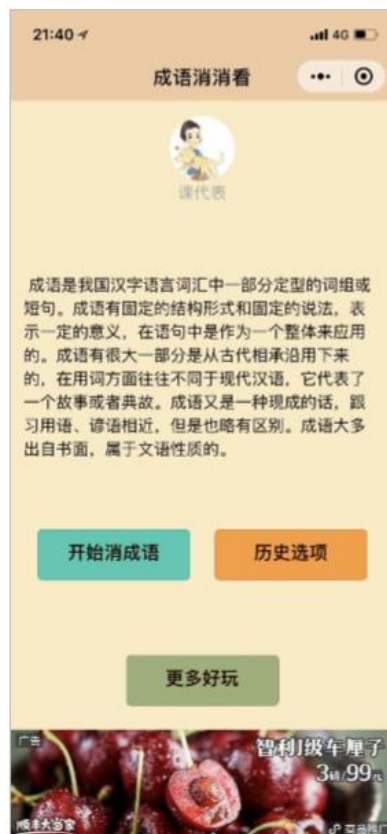 21:40
4G
成语消消看
课代表
成语是我国汉字语言词汇中一部分定型的词组或
短句。成语有固定的结构形式和固定的说法，表
示一定的意义，在语句中是作为一个整体来应用
的。成语有很大一部分是从古代相承沿用下来
的，在用词方面往往不同于现代汉语，它代表了
一个故事或者典故。成语又是一种现成的话，跟
习用语、谚语相近，但是也略有区别。成语大多
出自书面，属于文语性质的。
开始消成语
历史选项
更多好玩
广告
智利J级车厘子
3斤/99元
顺丰大当家